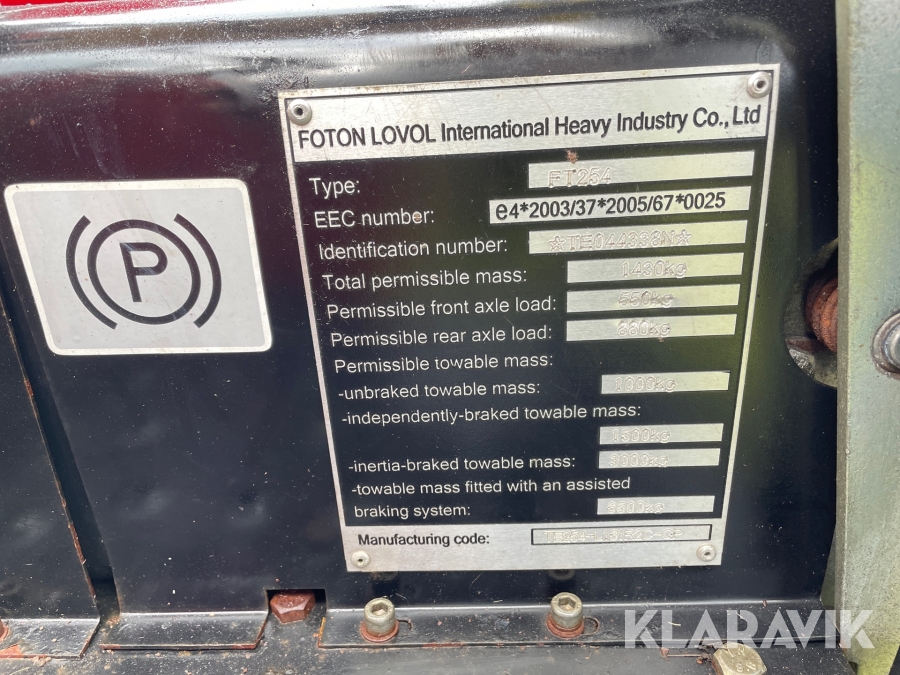 FOTON LOVOL International Heavy Industry Co., Ltd
Type: FT254
EEC number: e4*2003/37*2005/67*0025
Identification number:
Total permissible mass: 1430kg
Permissible front axle load: 550kg
Permissible rear axle load: 880kg
Permissible towable mass:
-unbraked towable mass: 1000kg
-independently-braked towable mass:
-inertia-braked towable mass: 3000kg
-towable mass fitted with an assisted
braking system:
Manufacturing code:
P
KLARAVIK